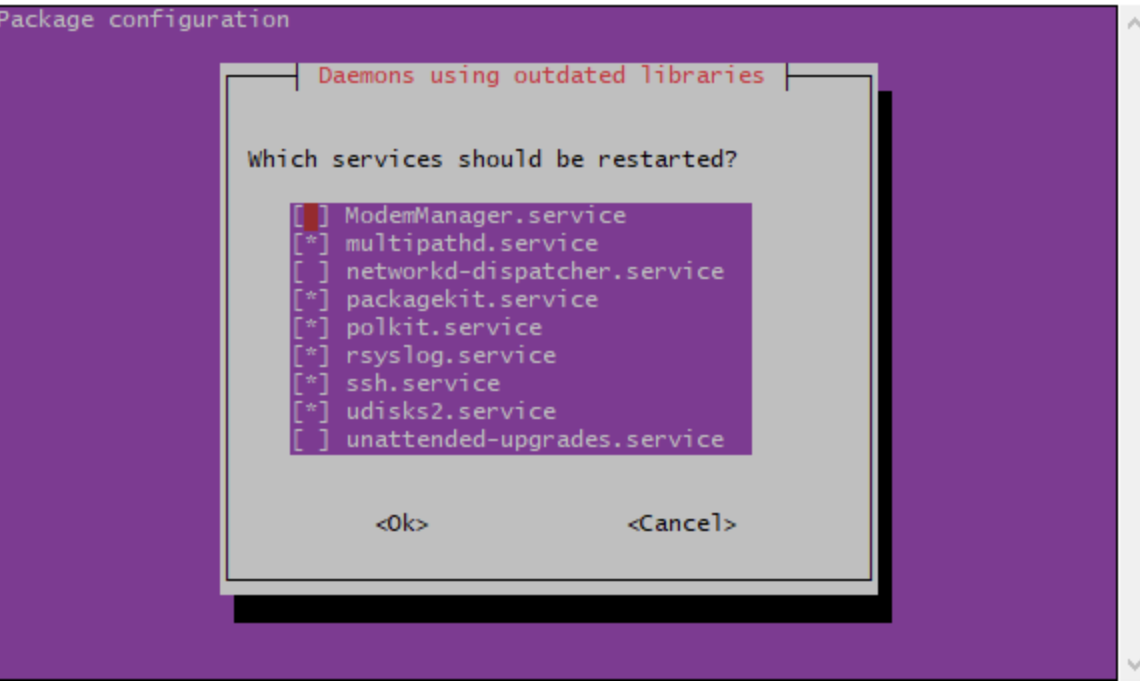 Package configuration
Daemons using outdated libraries
Which services should be restarted?
[ ] ModemManager.service
[*] multipathd.service
[ ] networkd-dispatcher.service
[*] packagekit.service
[*] polkit.service
[*] rsyslog.service
[*] ssh.service
[*] udisks2.service
[ ] unattended-upgrades.service
<Ok> <Cancel>